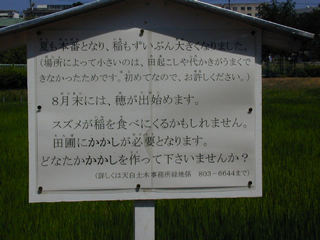 夏も本番となり、稲もずいぶん大きくなりました。
(場所によって小さいのは、田起こしや代かきがうまくで
きなかったためです。初めてなので、お許しください。)
8月末には、穂が出始めます。
スズメが稲を食べにくるかもしれません。
田圃にかかしが必要となります。
どなたかかかしを作って下さいませんか？
(詳しくは天白土木事務所緑地係 803-6644まで)